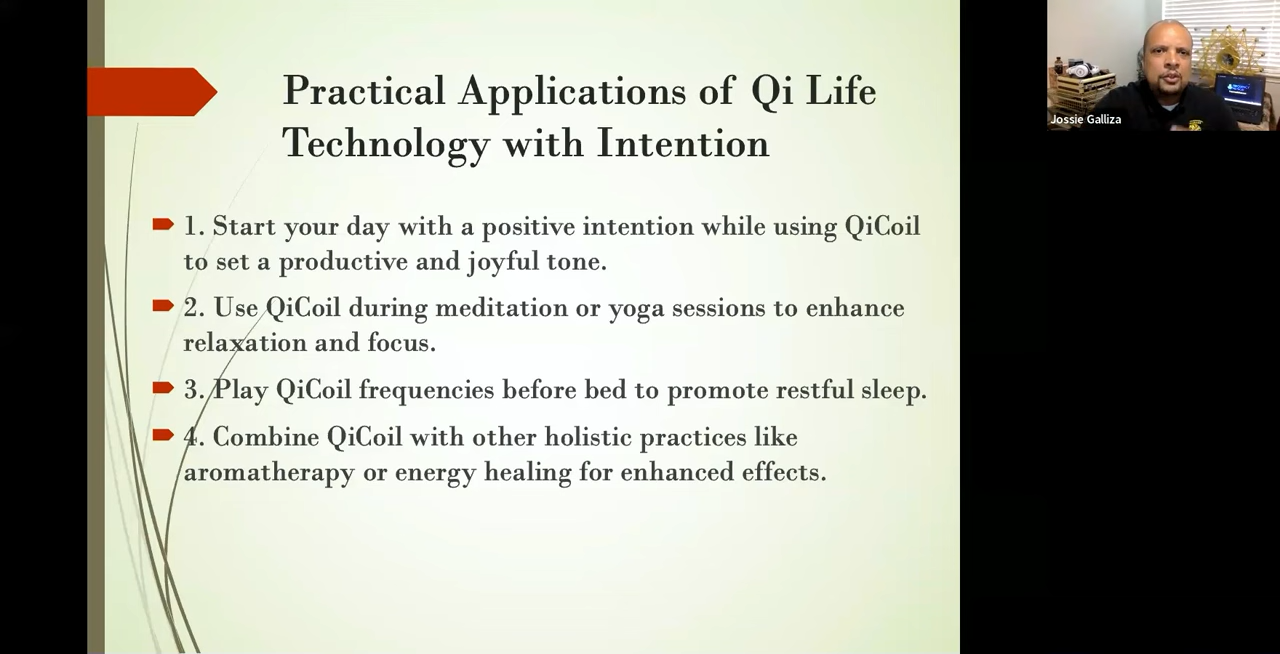 Practical Applications of Qi Life
Technology with Intention
1. Start your day with a positive intention while using QiCoil
to set a productive and joyful tone.
2. Use QiCoil during meditation or yoga sessions to enhance
relaxation and focus.
3. Play QiCoil frequencies before bed to promote restful sleep.
4. Combine QiCoil with other holistic practices like
aromatherapy or energy healing for enhanced effects.
Jossie Galliza